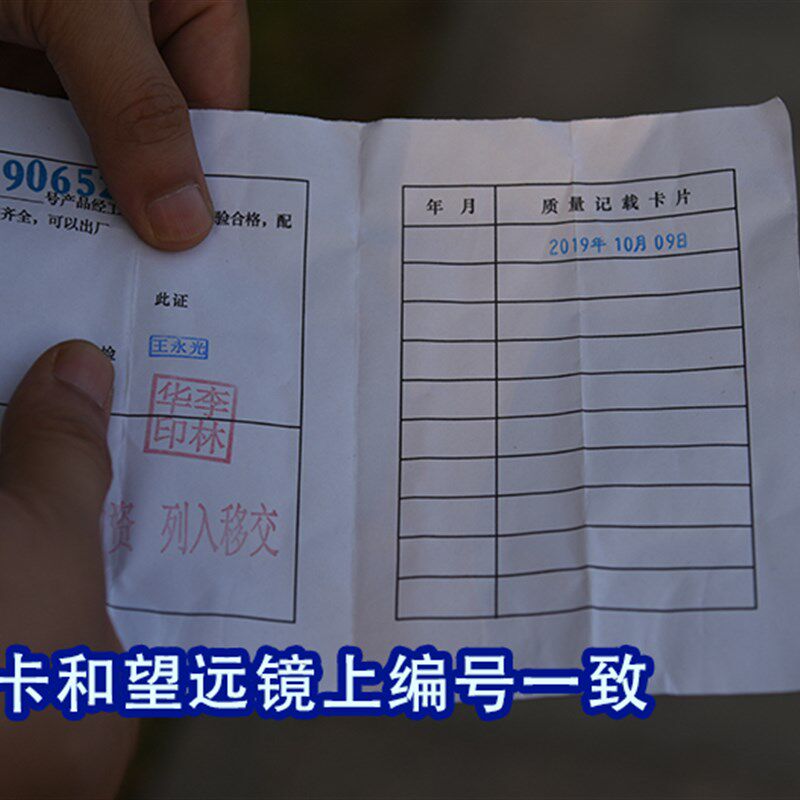 9065
号产品经
验合格，配
齐全，可以出厂
此证
王永光
华李
印林
资 列入移交
年 月 质量记载卡片
2019年 10月 09日
卡和望远镜上编号一致